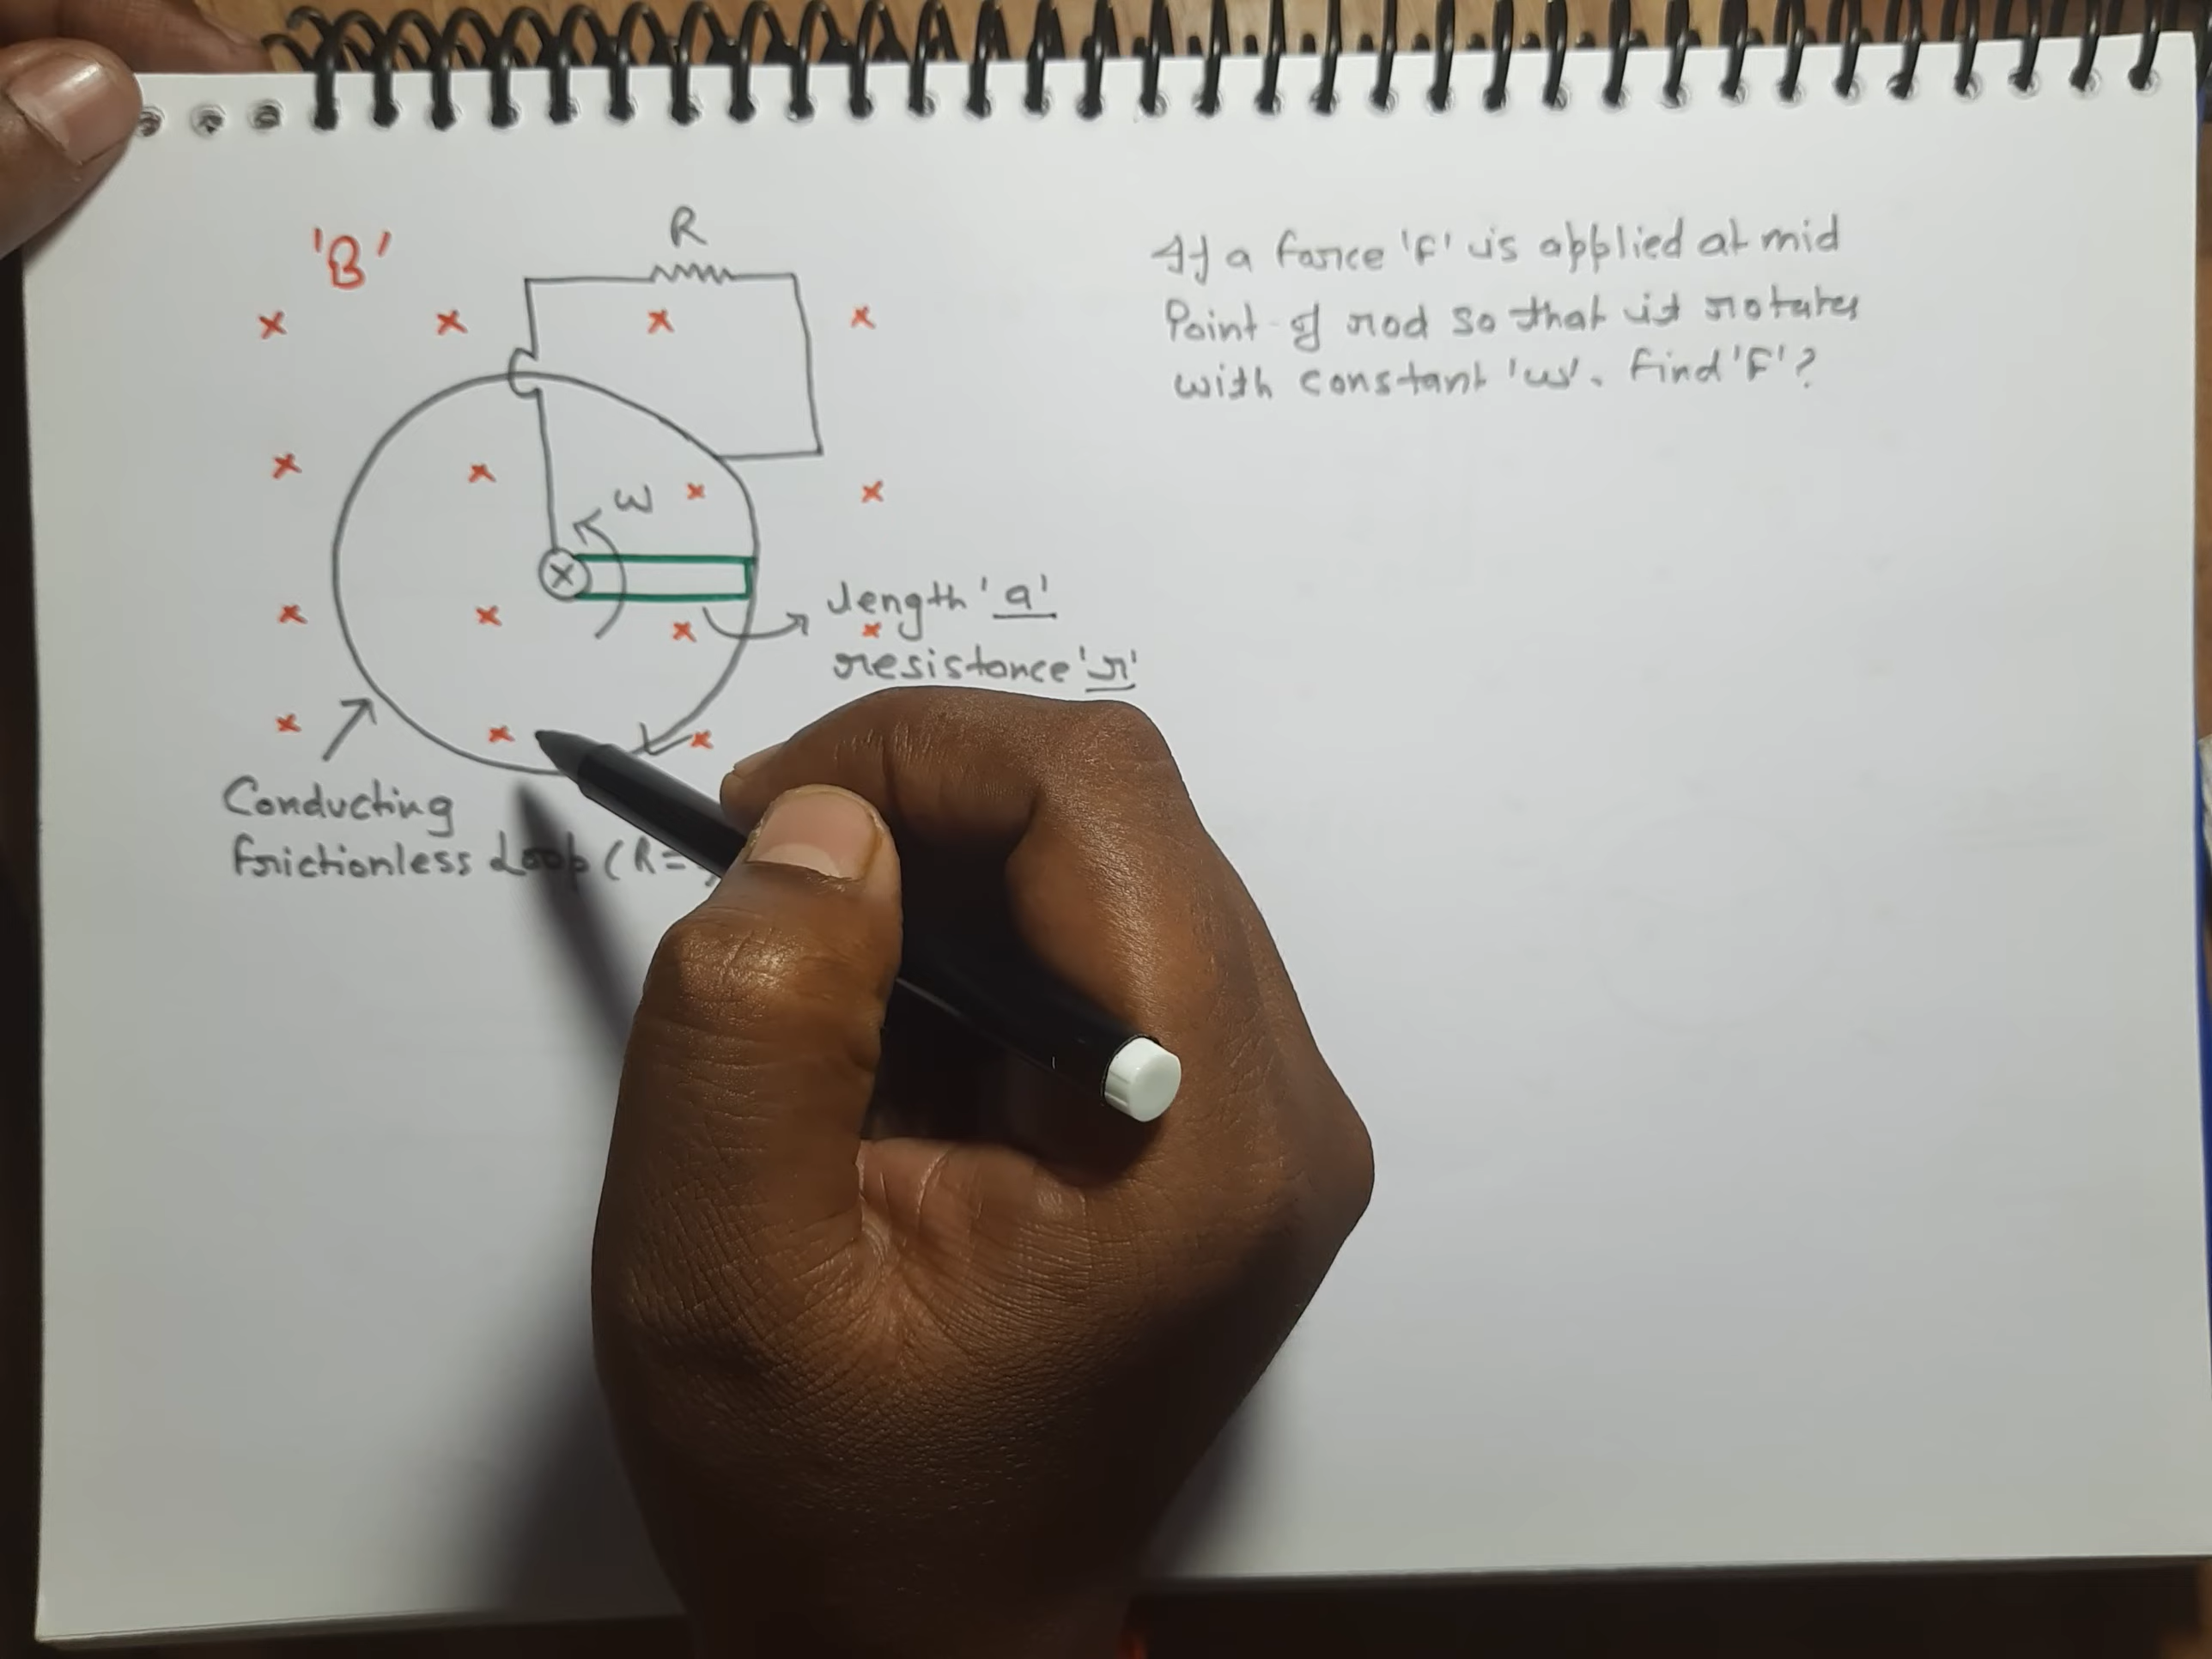 'B'
R
If a force 'F' is applied at mid
Point of rod so that it rotates
with constant 'ω'. Find 'F'?
ω
length 'a'
resistance 'r'
Conducting
frictionless Loop (R=